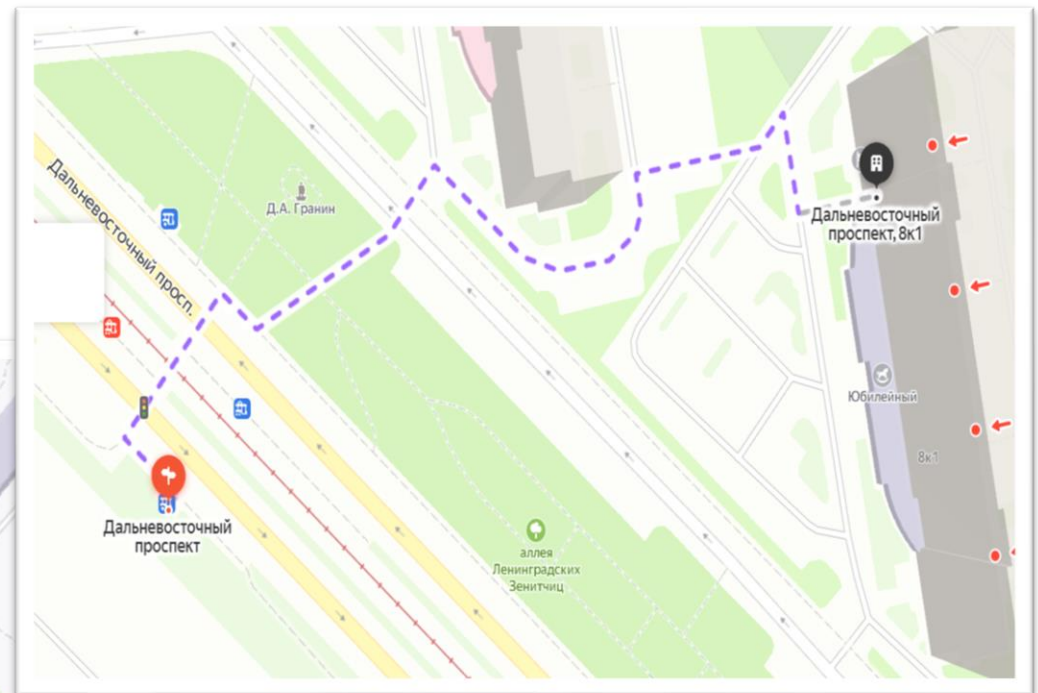 Дальневосточный просп.
Д.А. Гранин
Дальневосточный
проспект, 8к1
Юбилейный
8к1
Дальневосточный
проспект
аллея
Ленинградских
Зенитчиц